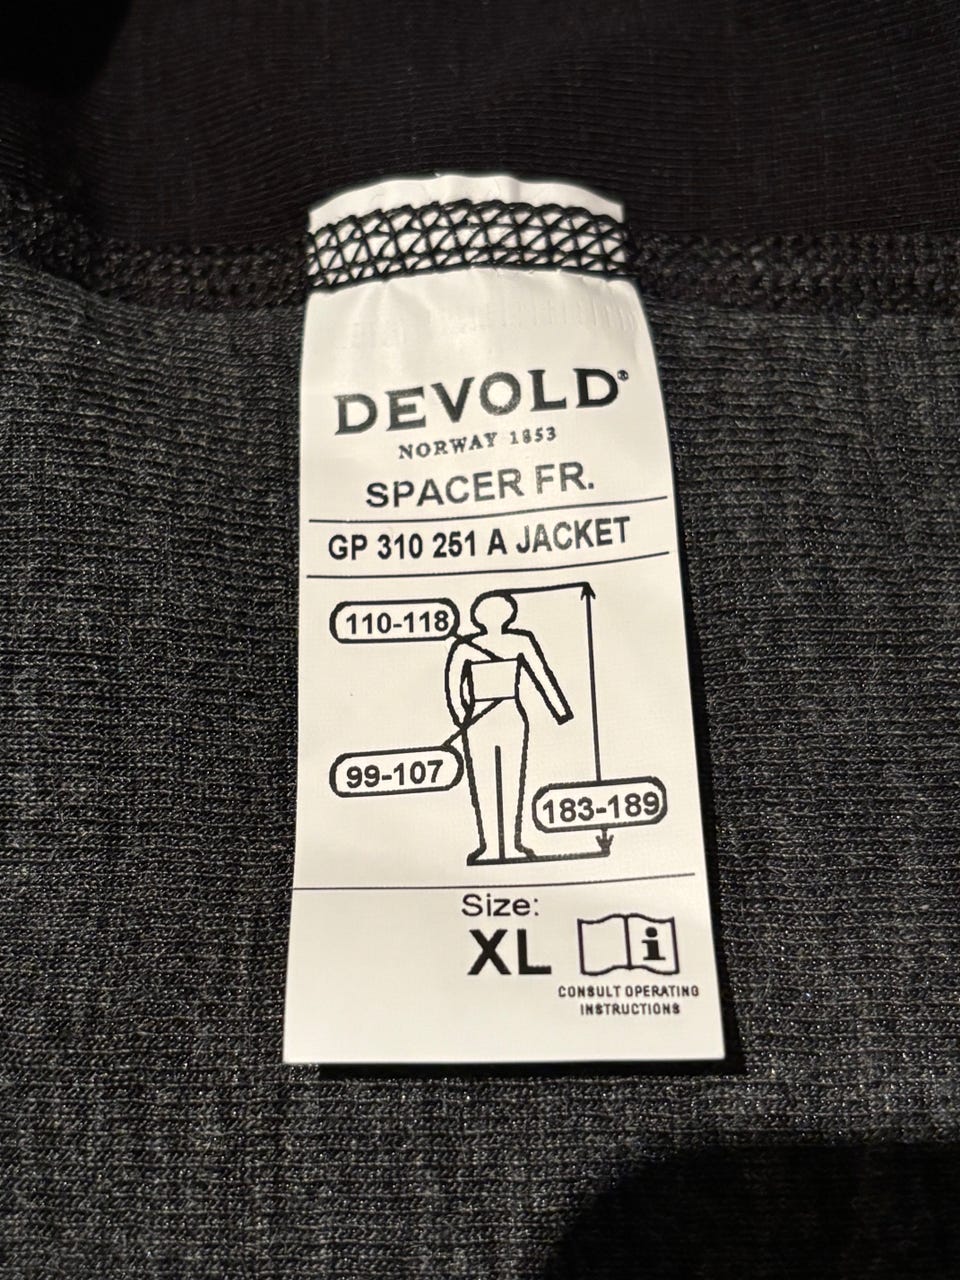 DEVOLD®
NORWAY 1853
SPACER FR.
GP 310 251 A JACKET
110-118
99-107
183-189
Size:
XL
i
CONSULT OPERATING
INSTRUCTIONS